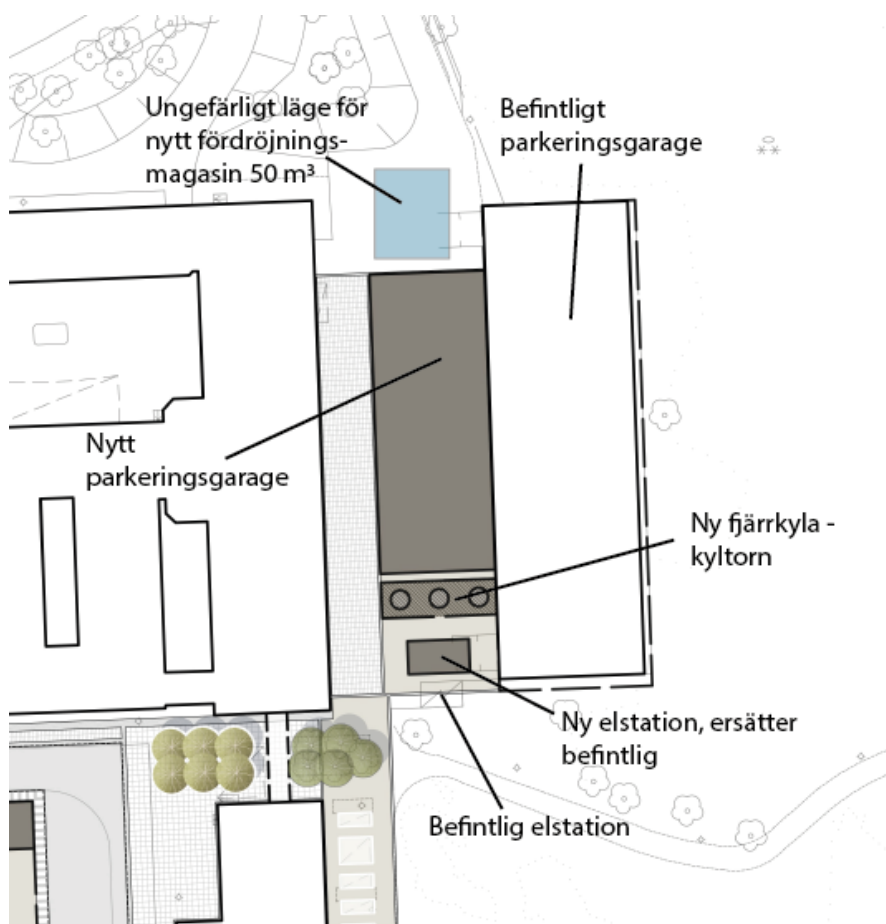 Ungefärligt läge för
nytt fördröjnings-
magasin 50 m³
Befintligt
parkeringsgarage
Nytt
parkeringsgarage
Ny fjärrkyla -
kyltorn
Ny elstation, ersätter
befintlig
Befintlig elstation